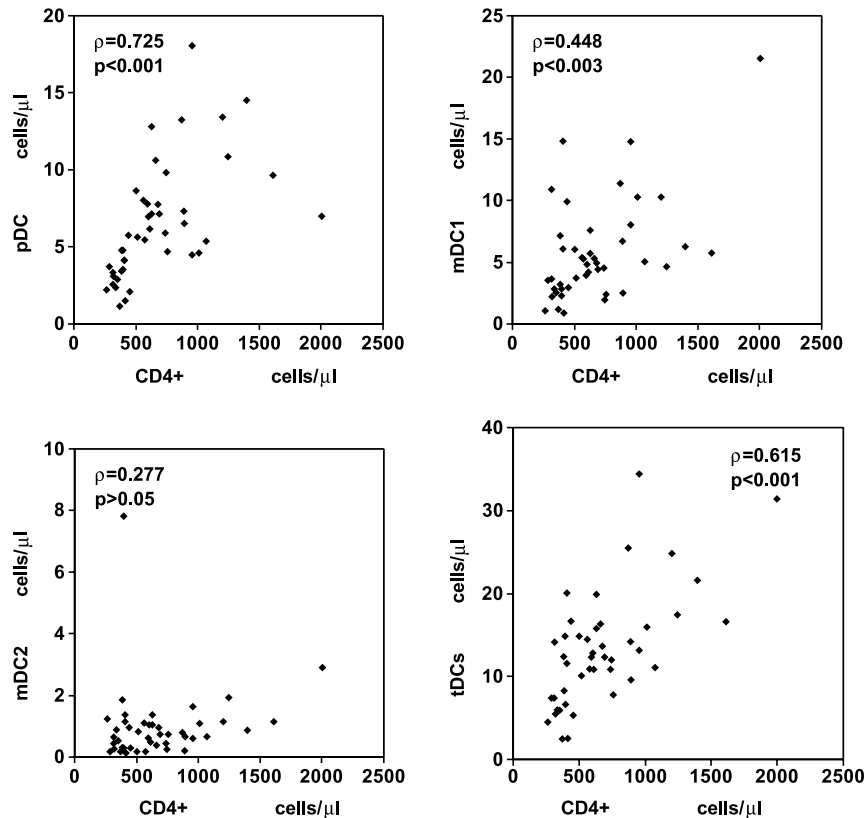 20
15
10
5
0
pDC cells/µl
ρ=0.725
p<0.001
0 500 1000 1500 2000 2500
CD4+ cells/µl
25
20
15
10
5
0
mDC1 cells/µl
ρ=0.448
p<0.003
0 500 1000 1500 2000 2500
CD4+ cells/µl
10
8
6
4
2
0
mDC2 cells/µl
ρ=0.277
p>0.05
0 500 1000 1500 2000 2500
CD4+ cells/µl
40
30
20
10
0
tDCs cells/µl
ρ=0.615
p<0.001
0 500 1000 1500 2000 2500
CD4+ cells/µl